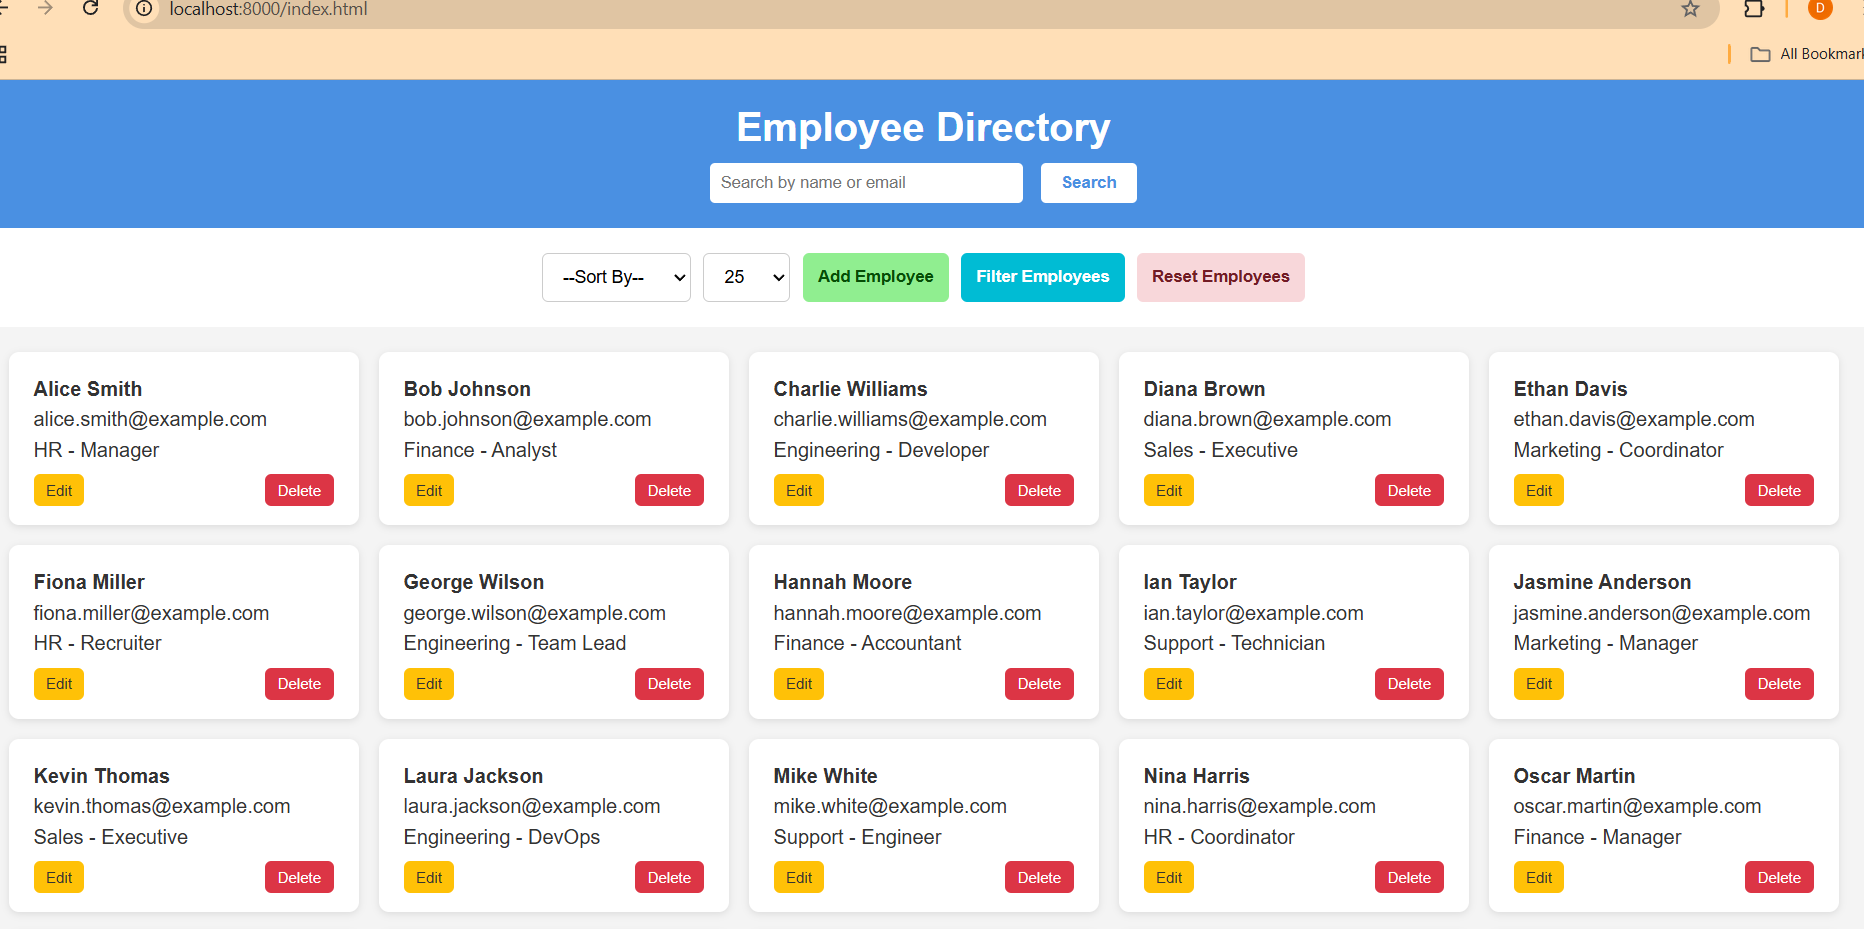 localhost:8000/index.html
D
All Bookmar
Employee Directory
Search by name or email
Search
--Sort By--
25
Add Employee
Filter Employees
Reset Employees
Alice Smith
alice.smith@example.com
HR - Manager
Edit
Delete
Bob Johnson
bob.johnson@example.com
Finance - Analyst
Edit
Delete
Charlie Williams
charlie.williams@example.com
Engineering - Developer
Edit
Delete
Diana Brown
diana.brown@example.com
Sales - Executive
Edit
Delete
Ethan Davis
ethan.davis@example.com
Marketing - Coordinator
Edit
Delete
Fiona Miller
fiona.miller@example.com
HR - Recruiter
Edit
Delete
George Wilson
george.wilson@example.com
Engineering - Team Lead
Edit
Delete
Hannah Moore
hannah.moore@example.com
Finance - Accountant
Edit
Delete
Ian Taylor
ian.taylor@example.com
Support - Technician
Edit
Delete
Jasmine Anderson
jasmine.anderson@example.com
Marketing - Manager
Edit
Delete
Kevin Thomas
kevin.thomas@example.com
Sales - Executive
Edit
Delete
Laura Jackson
laura.jackson@example.com
Engineering - DevOps
Edit
Delete
Mike White
mike.white@example.com
Support - Engineer
Edit
Delete
Nina Harris
nina.harris@example.com
HR - Coordinator
Edit
Delete
Oscar Martin
oscar.martin@example.com
Finance - Manager
Edit
Delete